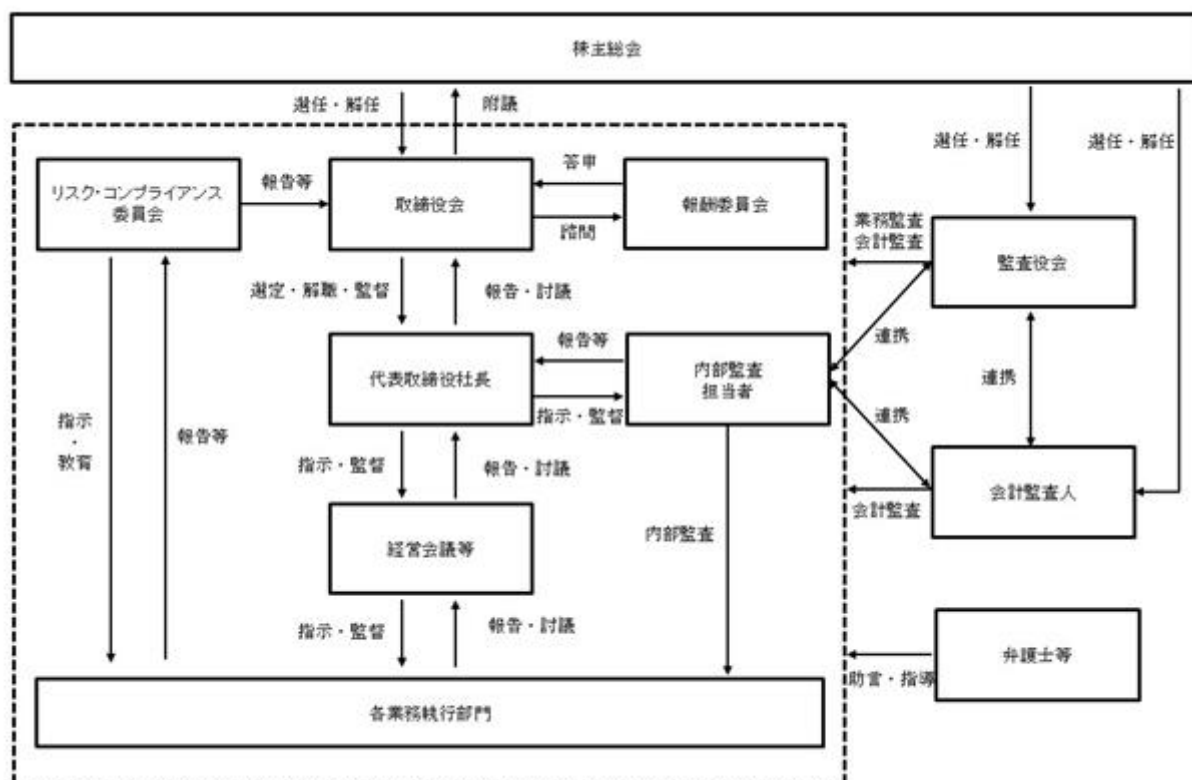 株主総会
選任・解任
附議
選任・解任
選任・解任
リスク・コンプライアンス
委員会
報告等
取締役会
答申
諮問
報酬委員会
業務監査
会計監査
監査役会
選定・解職・監督
報告・討議
連携
代表取締役社長
報告等
指示・監督
内部監査
担当者
連携
連携
指示
・
教育
報告等
指示・監督
報告・討議
会計監査
会計監査人
経営会議等
内部監査
指示・監督
報告・討議
助言・指導
弁護士等
各業務執行部門